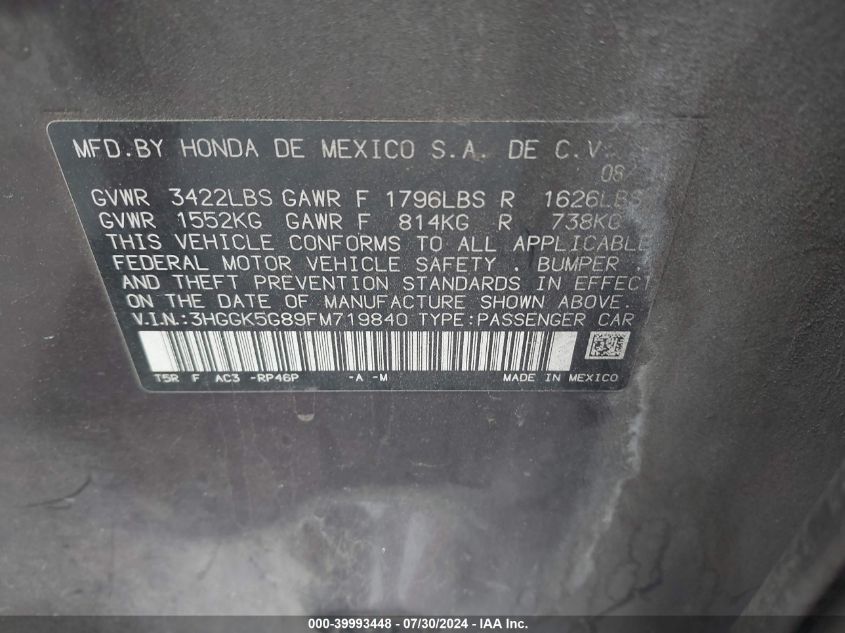 MFD.BY HONDA DE MEXICO S.A. DE C.V.
08/
GVWR 3422LBS GAWR F 1796LBS R 1626LBS
GVWR 1552KG GAWR F 814KG R 738KG
THIS VEHICLE CONFORMS TO ALL APPLICABLE
FEDERAL MOTOR VEHICLE SAFETY , BUMPER ,
AND THEFT PREVENTION STANDARDS IN EFFECT
ON THE DATE OF MANUFACTURE SHOWN ABOVE.
V.I.N.:3HGGK5G89FM719840 TYPE:PASSENGER CAR
T5R F AC3 -RP46P -A -M MADE IN MEXICO
000-39993448 - 07/30/2024 - IAA Inc.